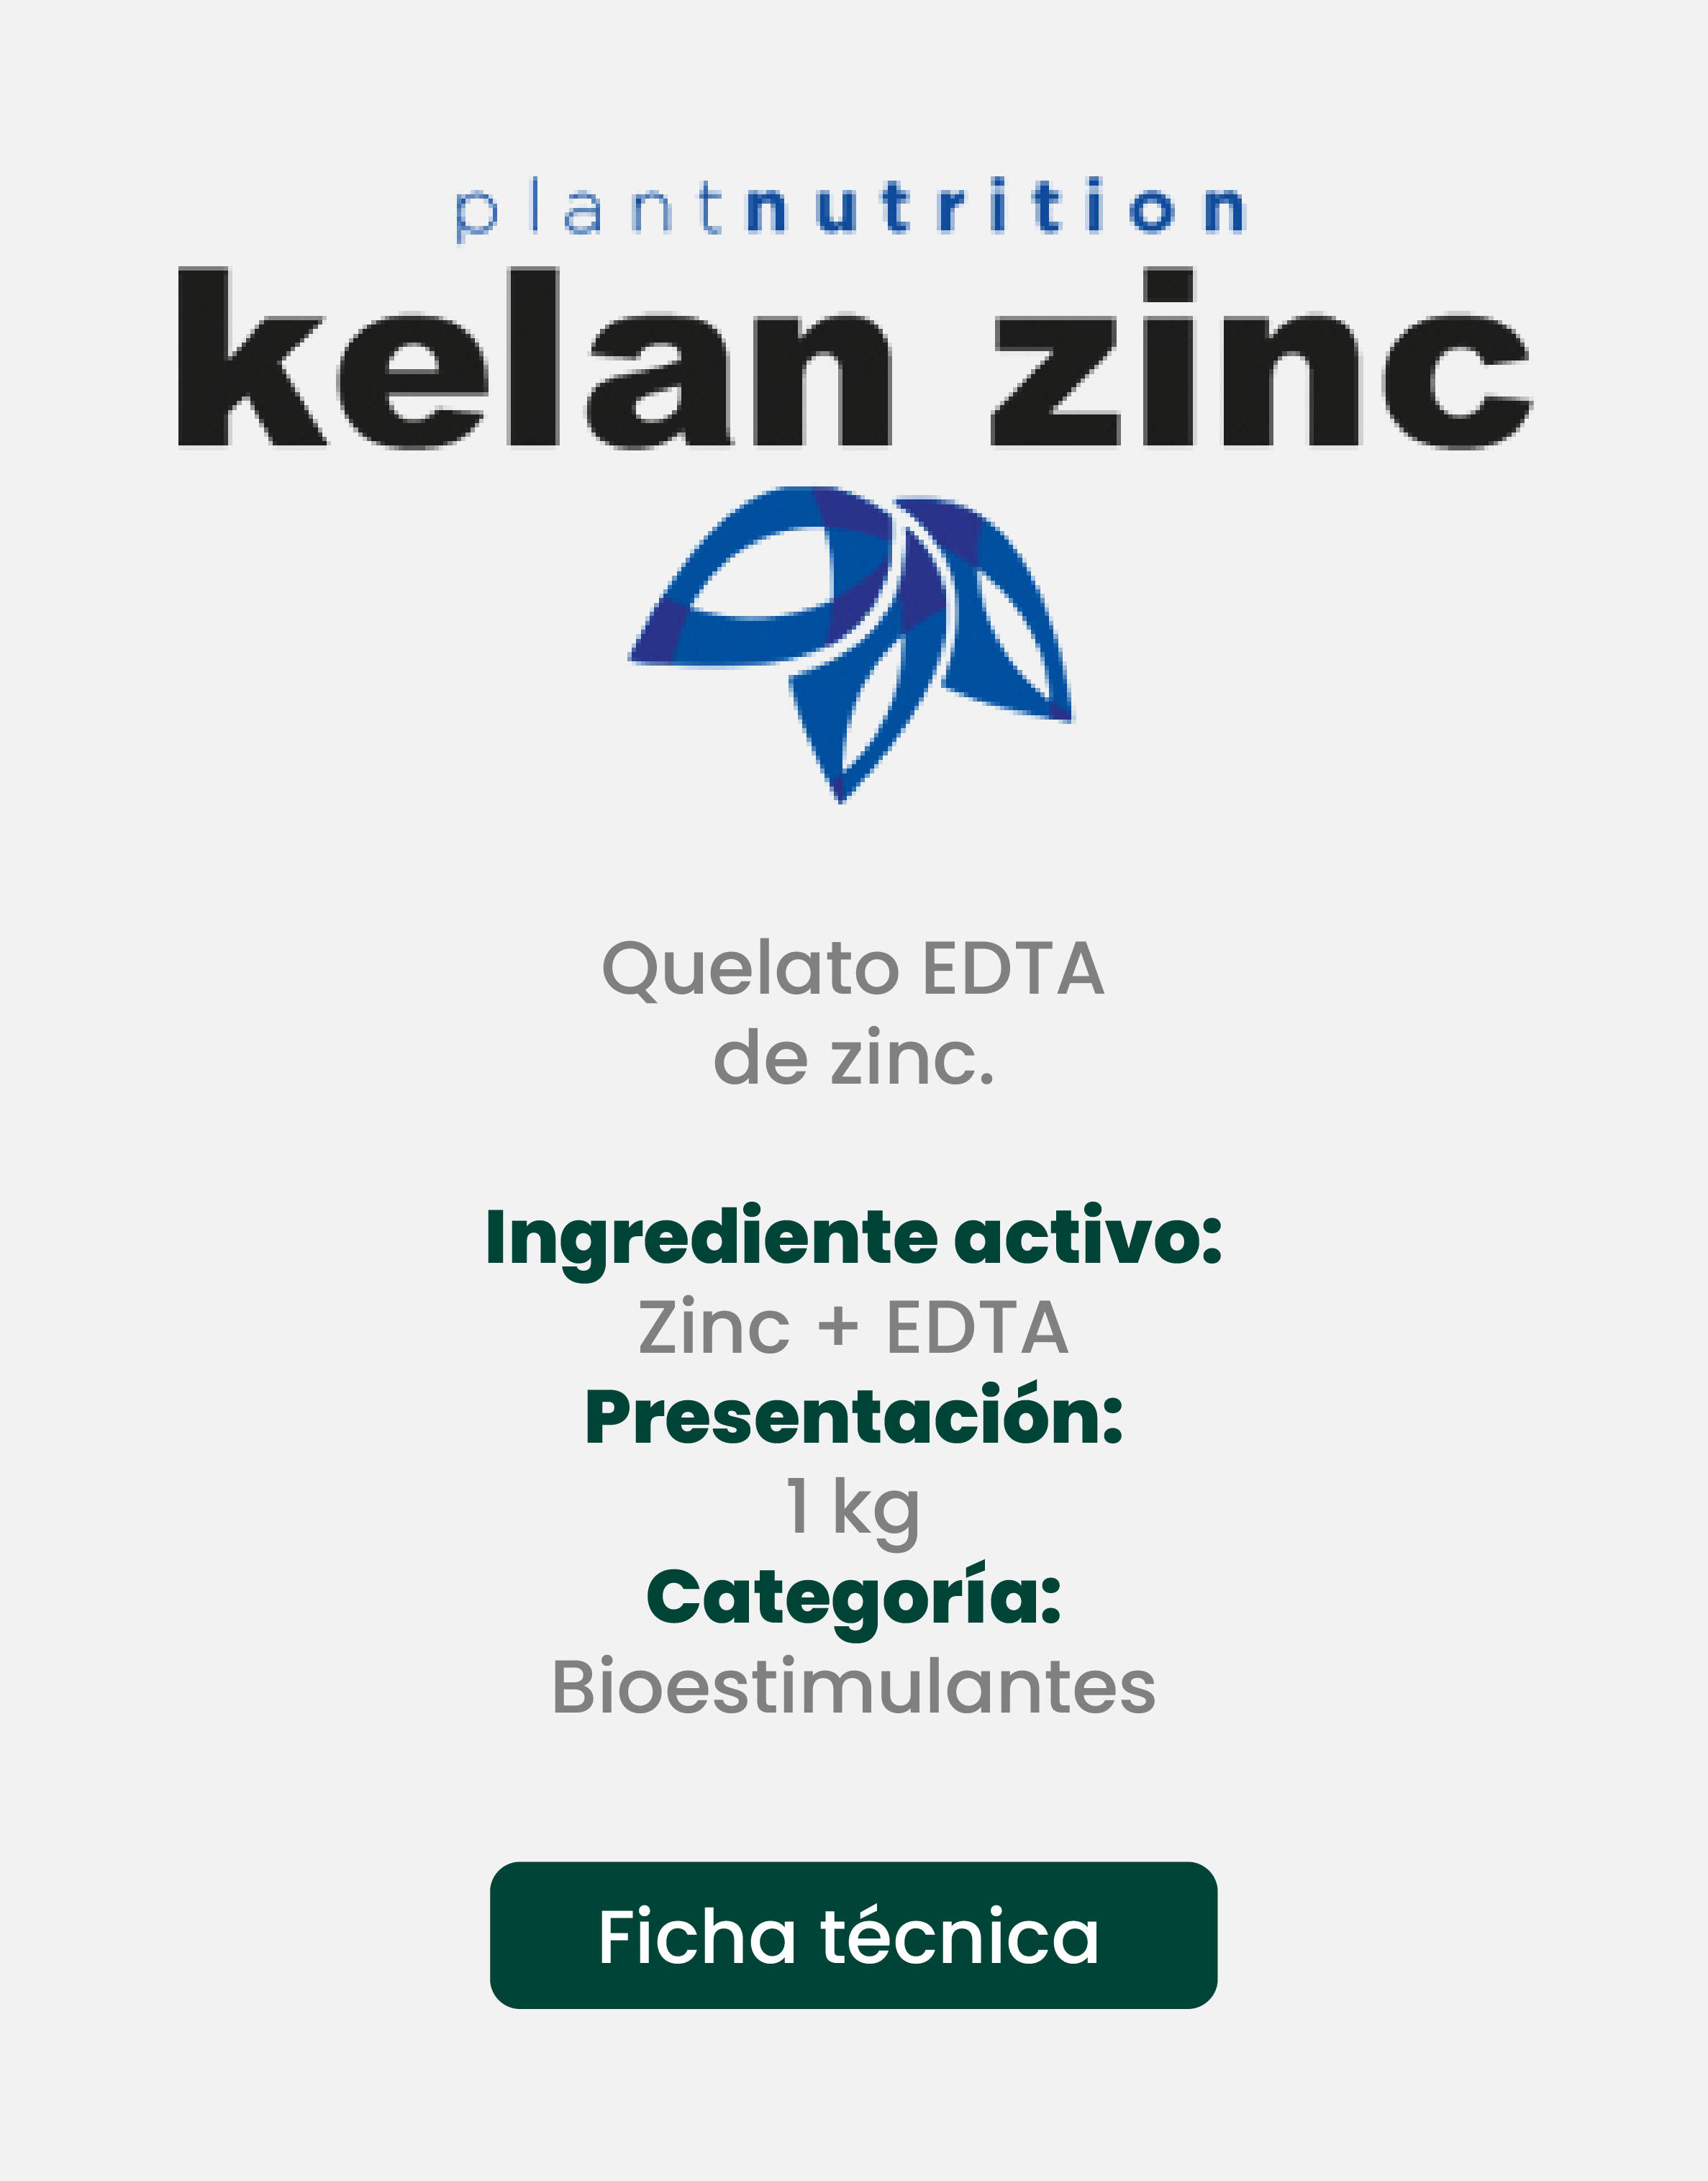 plantnutrition
kelan zinc
Quelato EDTA
de zinc.
Ingrediente activo:
Zinc + EDTA
Presentación:
1 kg
Categoría:
Bioestimulantes
Ficha técnica